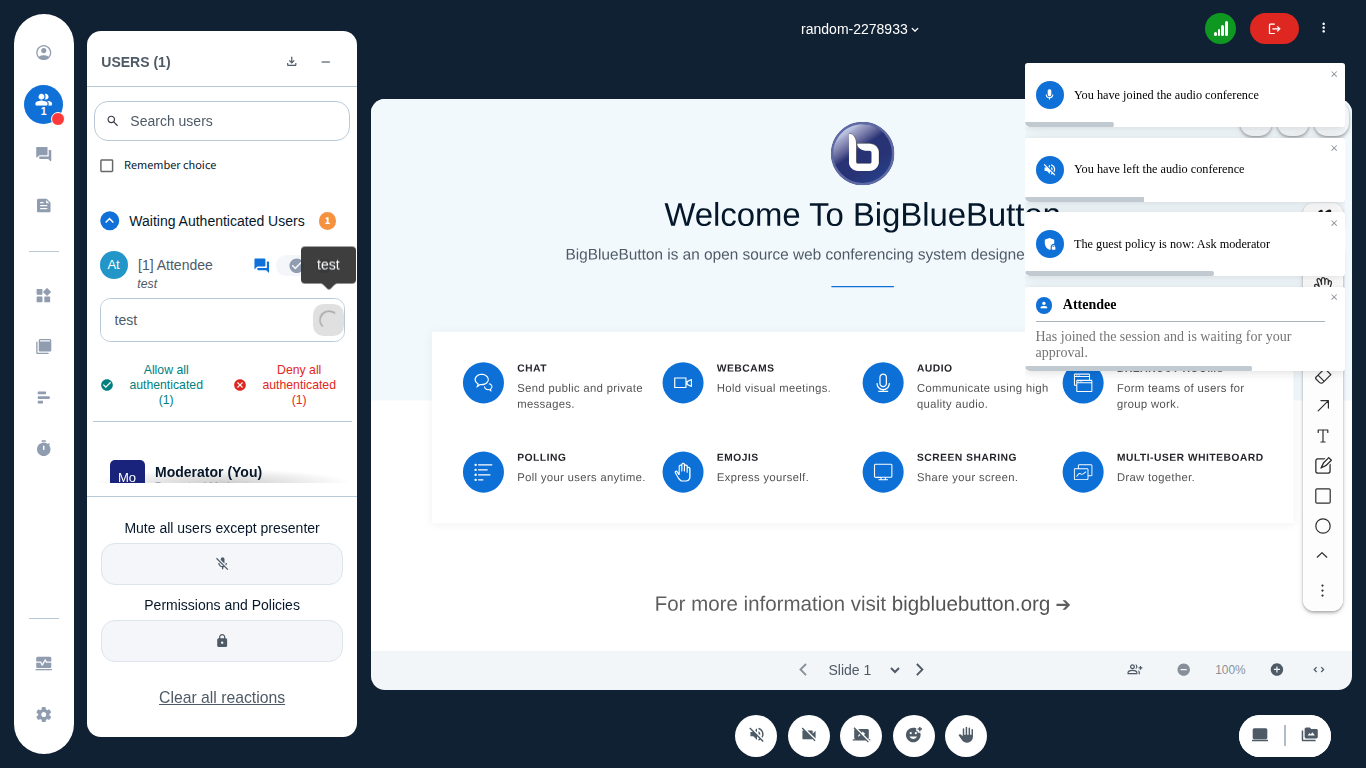 random-2278933
1
USERS (1)
Search users
Remember choice
Waiting Authenticated Users
1
At
[1] Attendee
test
test
test
Allow all
authenticated
(1)
Deny all
authenticated
(1)
Mo
Moderator (You)
Mute all users except presenter
Permissions and Policies
Clear all reactions
You have joined the audio conference
You have left the audio conference
The guest policy is now: Ask moderator
Attendee
Has joined the session and is waiting for your
approval.
Welcome To BigBlueButton
BigBlueButton is an open source web conferencing system designe
CHAT
Send public and private
messages.
WEBCAMS
Hold visual meetings.
AUDIO
Communicate using high
quality audio.
Form teams of users for
group work.
POLLING
Poll your users anytime.
EMOJIS
Express yourself.
SCREEN SHARING
Share your screen.
MULTI-USER WHITEBOARD
Draw together.
For more information visit bigbluebutton.org ➔
Slide 1
100%